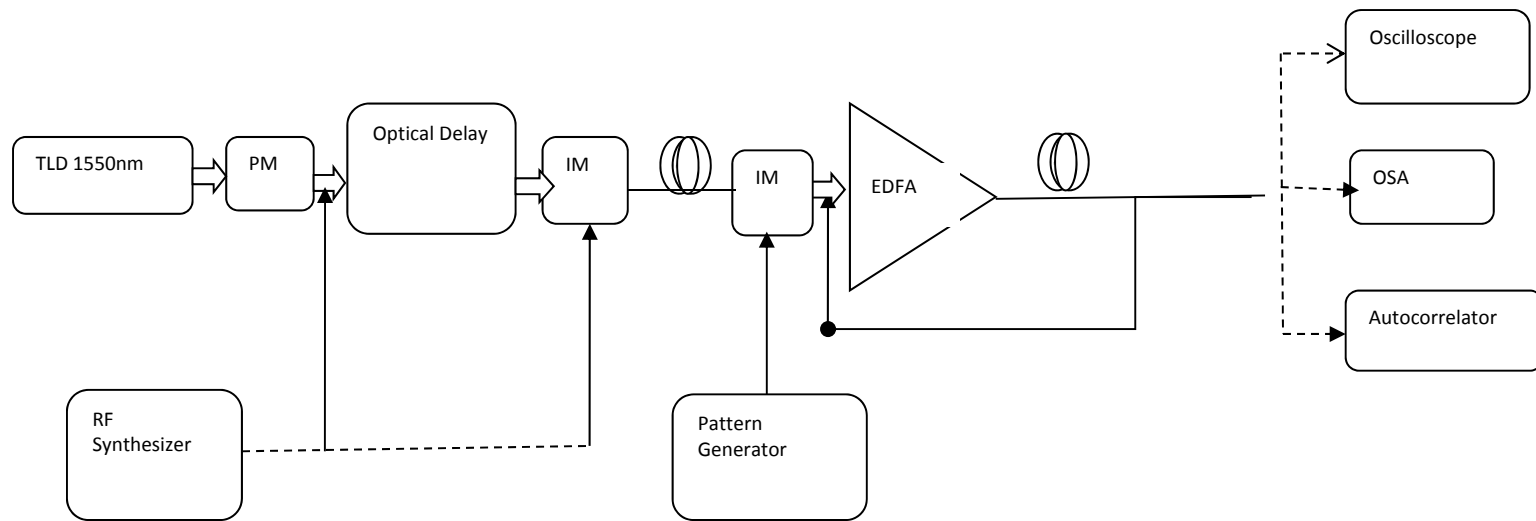 TLD 1550nm
PM
Optical Delay
IM
IM
EDFA
Oscilloscope
OSA
Autocorrelator
RF
Synthesizer
Pattern
Generator